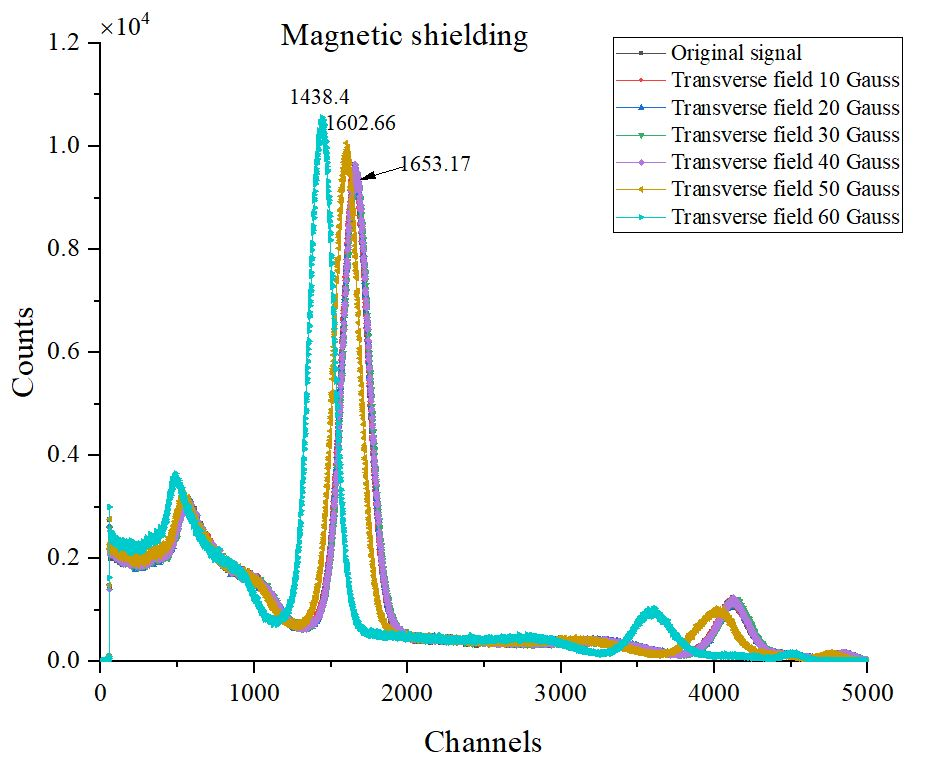 ×10⁴
Magnetic shielding
Original signal
Transverse field 10 Gauss
Transverse field 20 Gauss
Transverse field 30 Gauss
Transverse field 40 Gauss
Transverse field 50 Gauss
Transverse field 60 Gauss
1438.4
1602.66
1653.17
1.2
1.0
0.8
0.6
0.4
0.2
0.0
Counts
0 1000 2000 3000 4000 5000
Channels